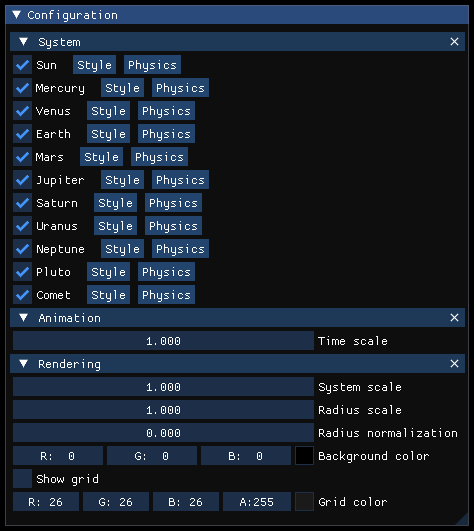 Configuration
System
Sun Style Physics
Mercury Style Physics
Venus Style Physics
Earth Style Physics
Mars Style Physics
Jupiter Style Physics
Saturn Style Physics
Uranus Style Physics
Neptune Style Physics
Pluto Style Physics
Comet Style Physics
Animation
1.000 Time scale
Rendering
1.000 System scale
1.000 Radius scale
0.000 Radius normalization
R: 0 G: 0 B: 0 Background color
Show grid
R: 26 G: 26 B: 26 A:255 Grid color